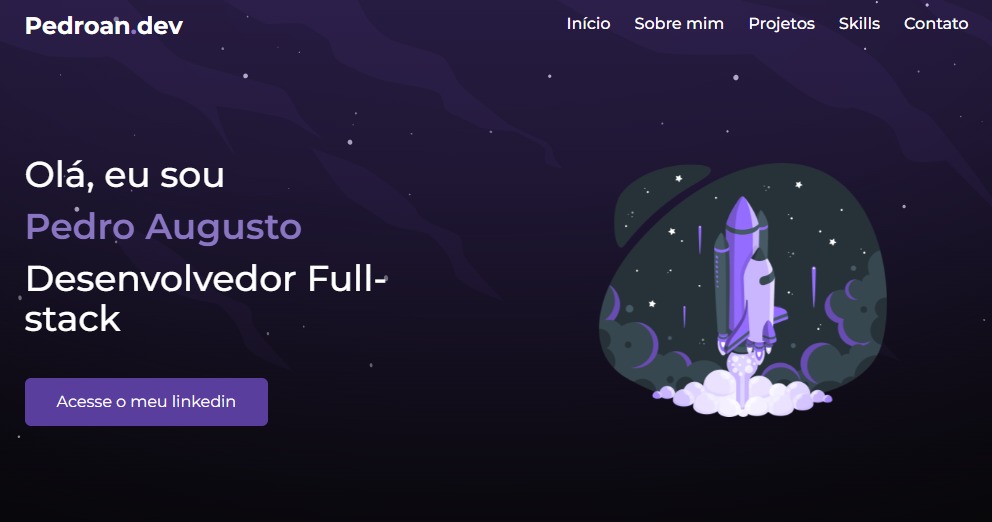 Pedroan.dev
Início Sobre mim Projetos Skills Contato
Olá, eu sou
Pedro Augusto
Desenvolvedor Full-
stack
Acesse o meu linkedin